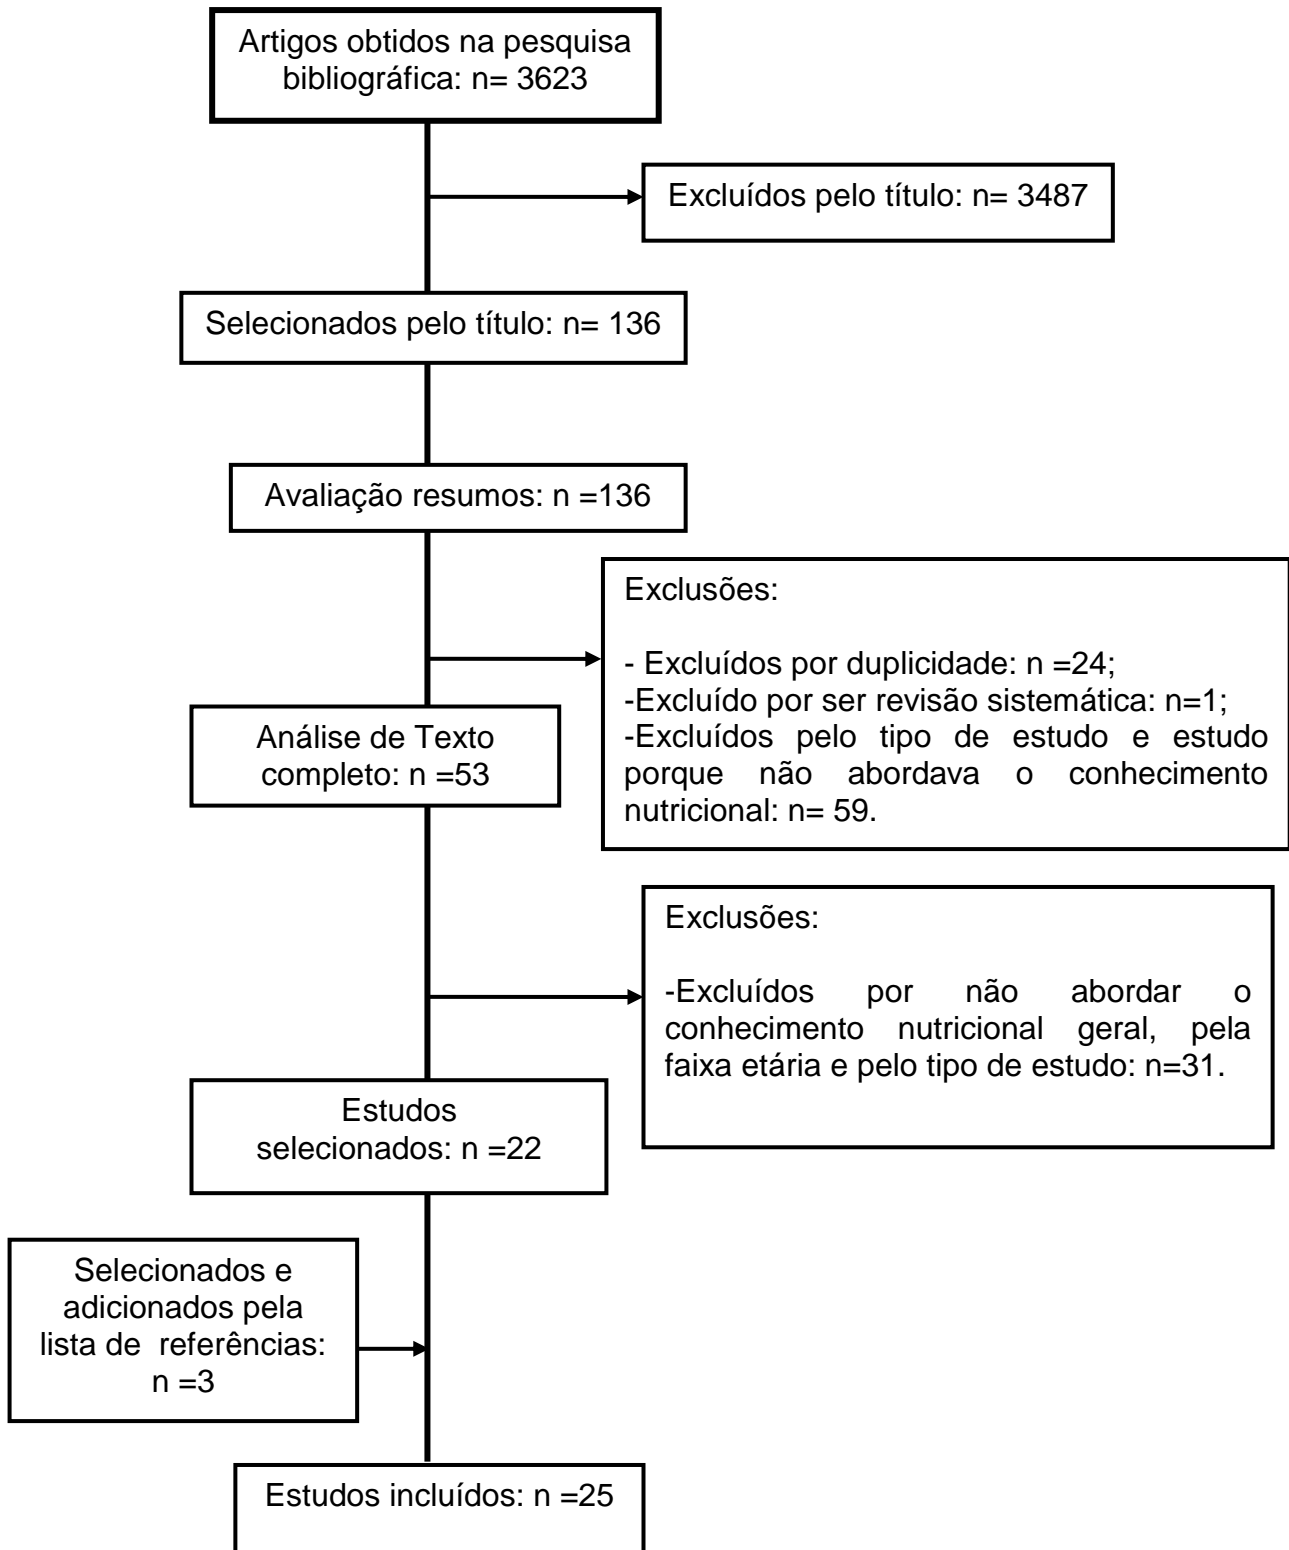 Artigos obtidos na pesquisa
bibliográfica: n= 3623
Excluídos pelo título: n= 3487
Selecionados pelo título: n= 136
Avaliação resumos: n =136
Exclusões:
- Excluídos por duplicidade: n =24;
-Excluído por ser revisão sistemática: n=1;
-Excluídos pelo tipo de estudo e estudo
porque não abordava o conhecimento
nutricional: n= 59.
Análise de Texto
completo: n =53
Exclusões:
-Excluídos por não abordar o
conhecimento nutricional geral, pela
faixa etária e pelo tipo de estudo: n=31.
Estudos
selecionados: n =22
Selecionados e
adicionados pela
lista de referências:
n =3
Estudos incluídos: n =25